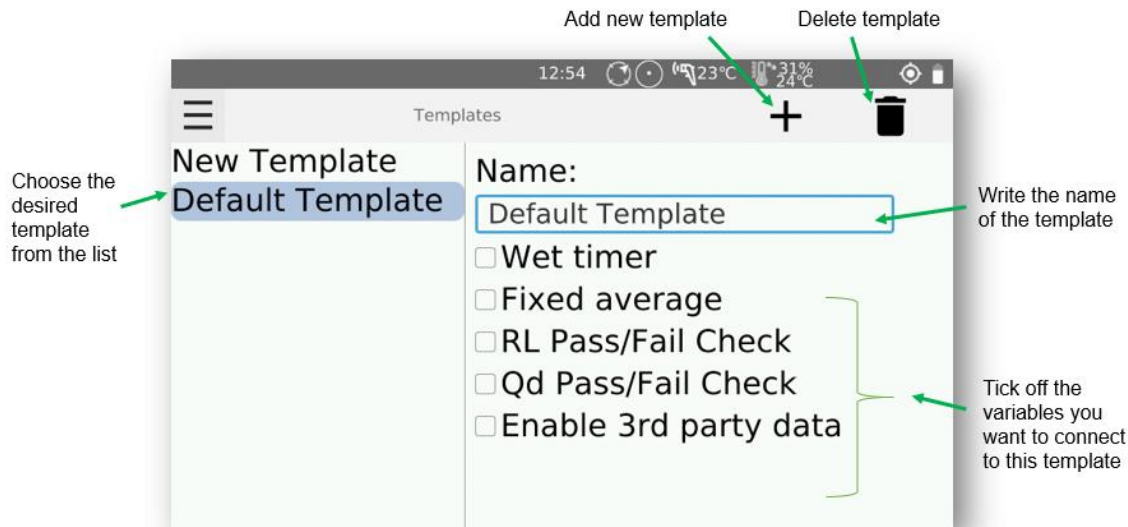 Add new template
Delete template
12:54 23°C 31%
24°C
Templates
New Template
Default Template
Name:
Default Template
Wet timer
Fixed average
RL Pass/Fail Check
Qd Pass/Fail Check
Enable 3rd party data
Choose the
desired
template
from the list
Write the name
of the template
Tick off the
variables you
want to connect
to this template